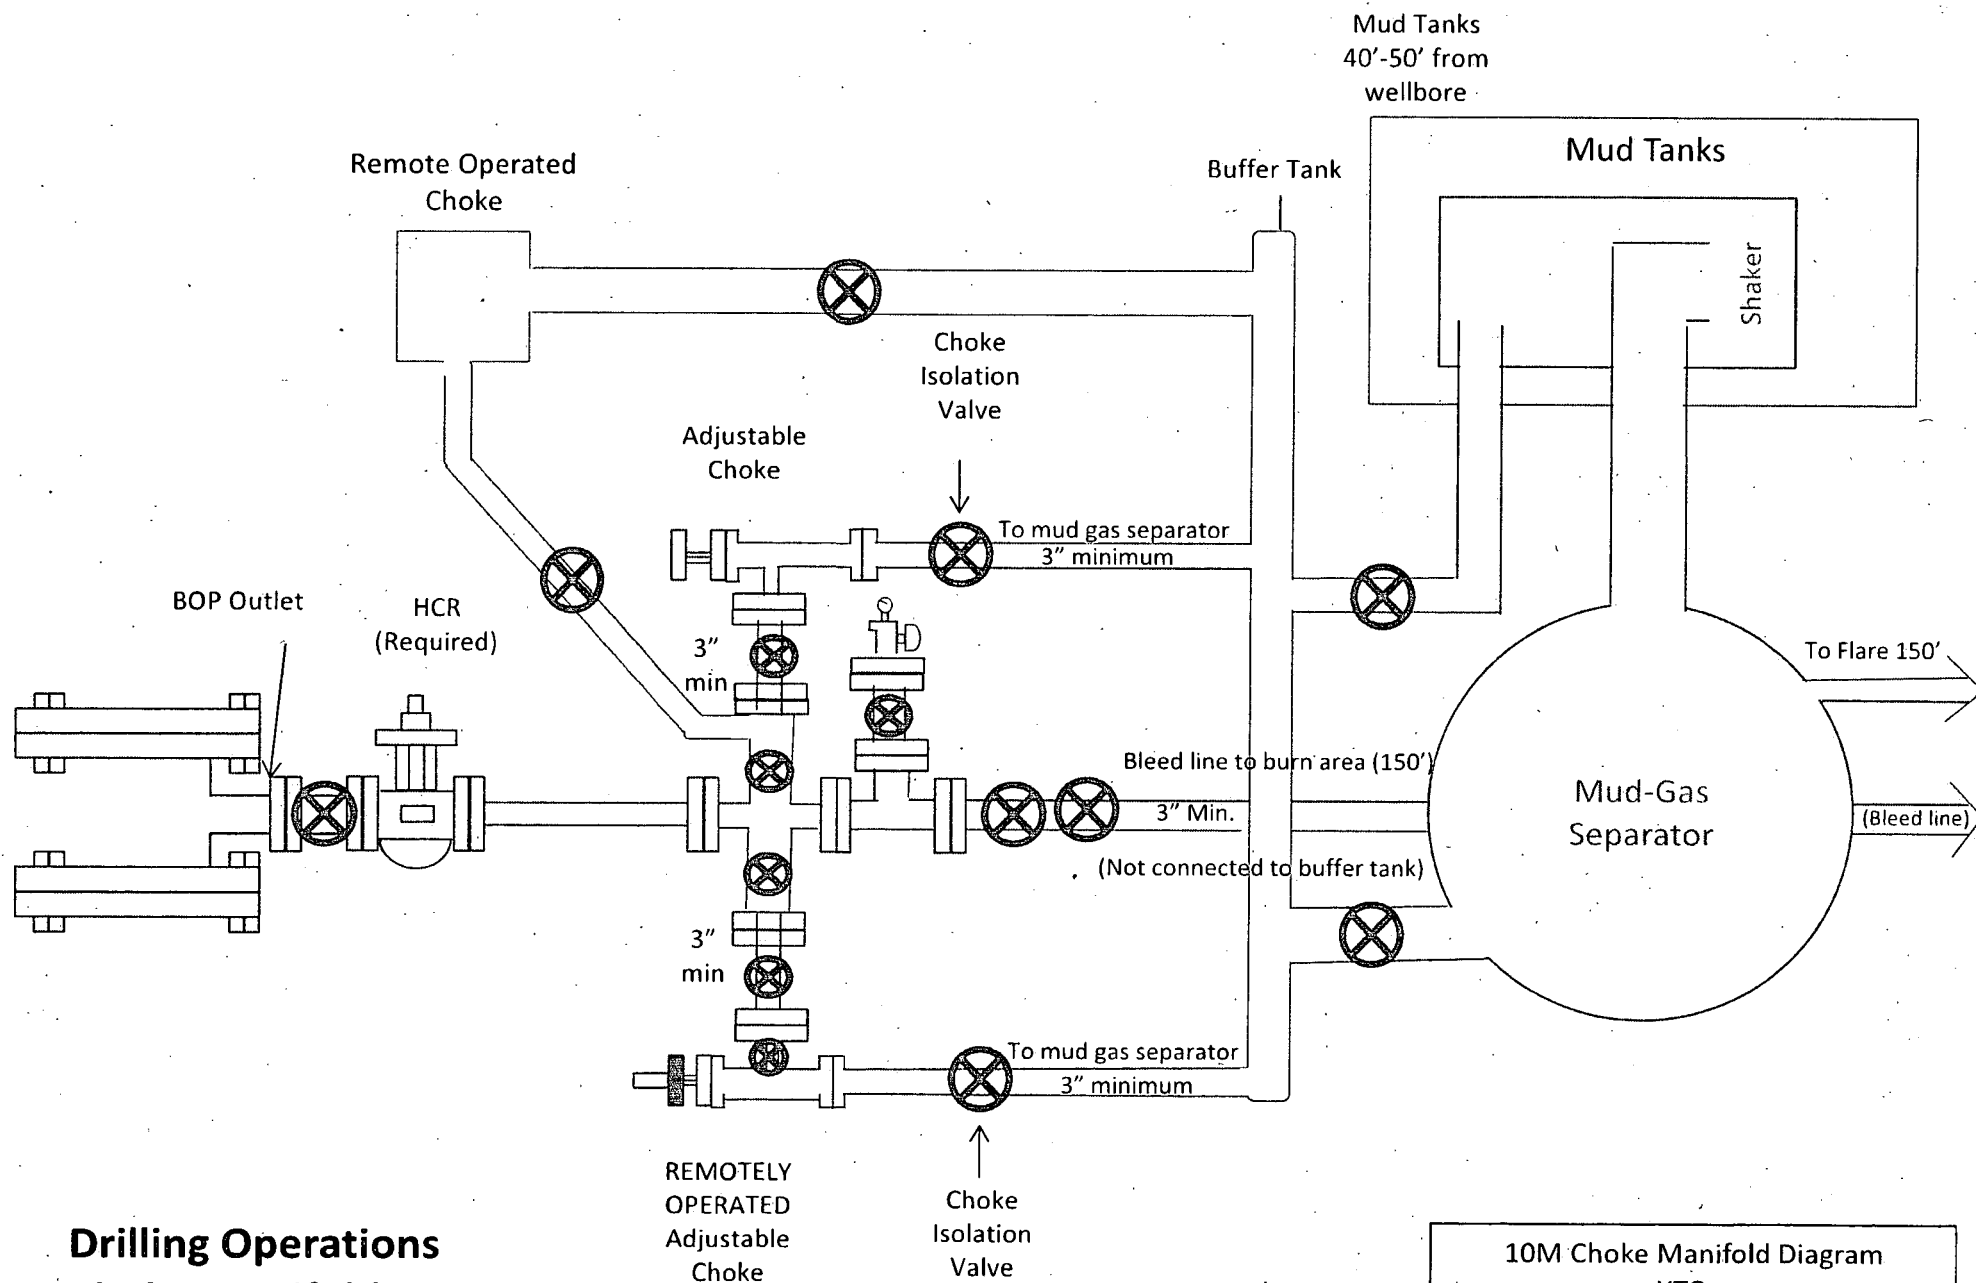 Mud Tanks
40'-50' from
wellbore
Mud Tanks
Remote Operated
Choke
Buffer Tank
Shaker
Choke
Isolation
Valve
Adjustable
Choke
To mud gas separator
3" minimum
BOP Outlet
HCR
(Required)
3"
min
To Flare 150'
Bleed line to burn area (150')
3" Min.
Mud-Gas
Separator
(Bleed line)
(Not connected to buffer tank)
3"
min
To mud gas separator
3" minimum
REMOTELY
OPERATED
Adjustable
Choke
Choke
Isolation
Valve
Drilling Operations
10M Choke Manifold Diagram